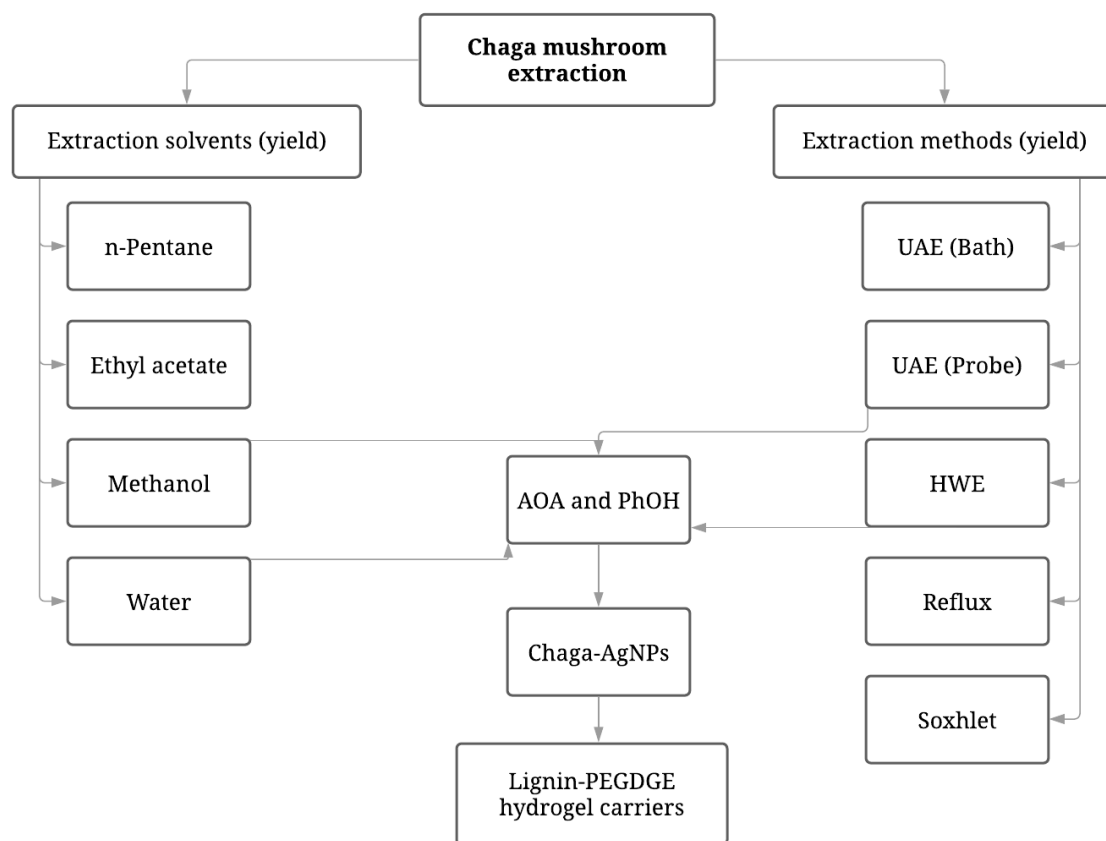 Chaga mushroom
extraction
Extraction solvents (yield)
Extraction methods (yield)
n-Pentane
UAE (Bath)
Ethyl acetate
UAE (Probe)
Methanol
AOA and PhOH
HWE
Water
Reflux
Chaga-AgNPs
Soxhlet
Lignin-PEGDGE
hydrogel carriers